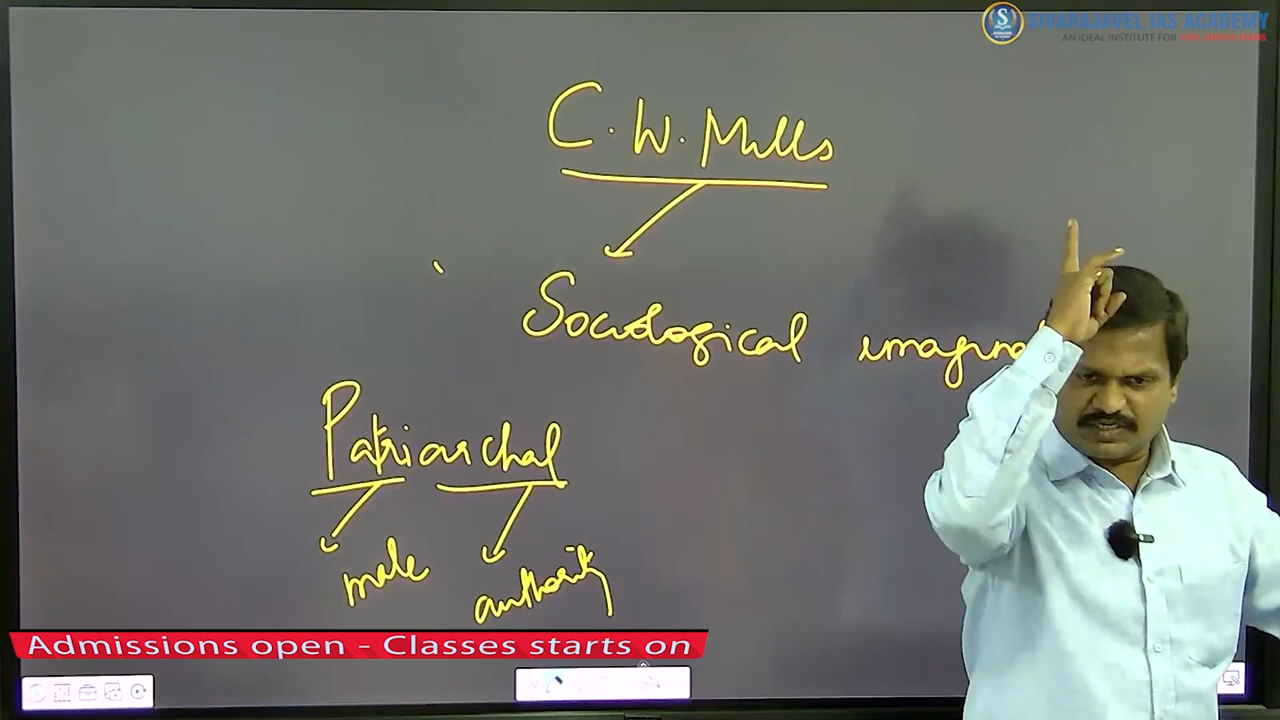 SIVARAJAVEL IAS ACADEMY
AN IDEAL INSTITUTE FOR
C. W. Mills
Sociological imagina
Patriarchal
male
authority
Admissions open - Classes starts on